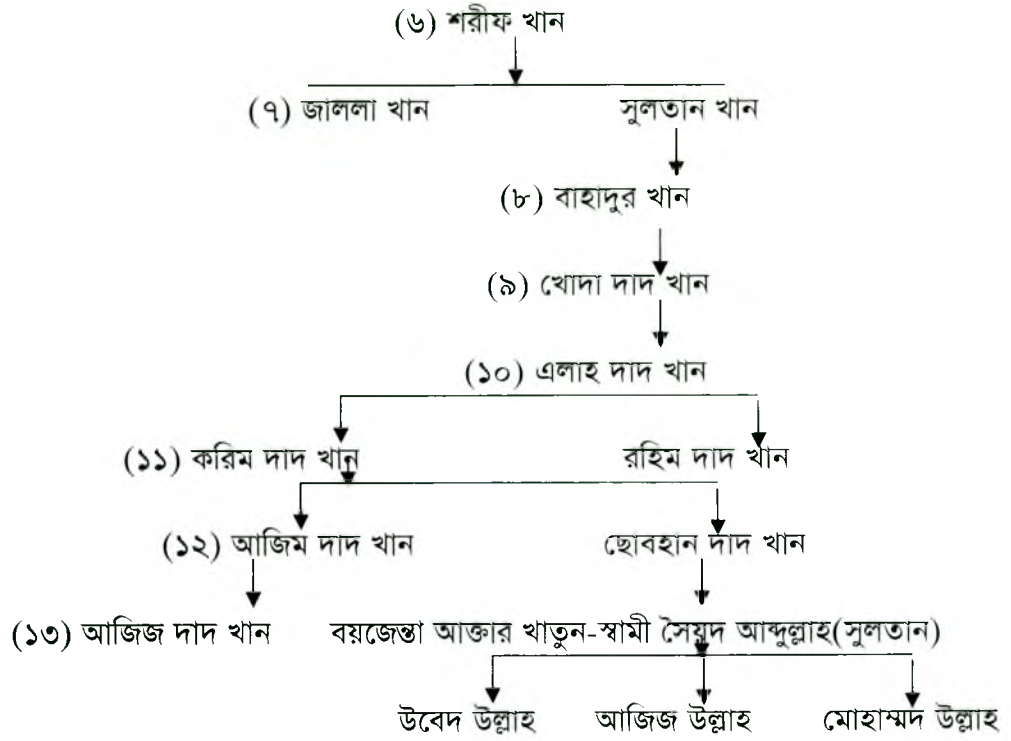 (৬) শরীফ খান
(৭) জাললা খান সুলতান খান
(৮) বাহাদুর খান
(৯) খোদা দাদ খান
(১০) এলাহ দাদ খান
(১১) করিম দাদ খান রহিম দাদ খান
(১২) আজিম দাদ খান ছোবহান দাদ খান
(১৩) আজিজ দাদ খান বয়জেন্তা আক্তার খাতুন-স্বামী সৈয়দ আব্দুল্লাহ(সুলতান)
উবেদ উল্লাহ আজিজ উল্লাহ মোহাম্মদ উল্লাহ